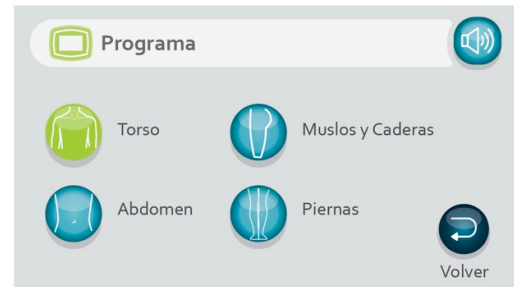 Programa
Torso
Muslos y Caderas
Abdomen
Piernas
Volver